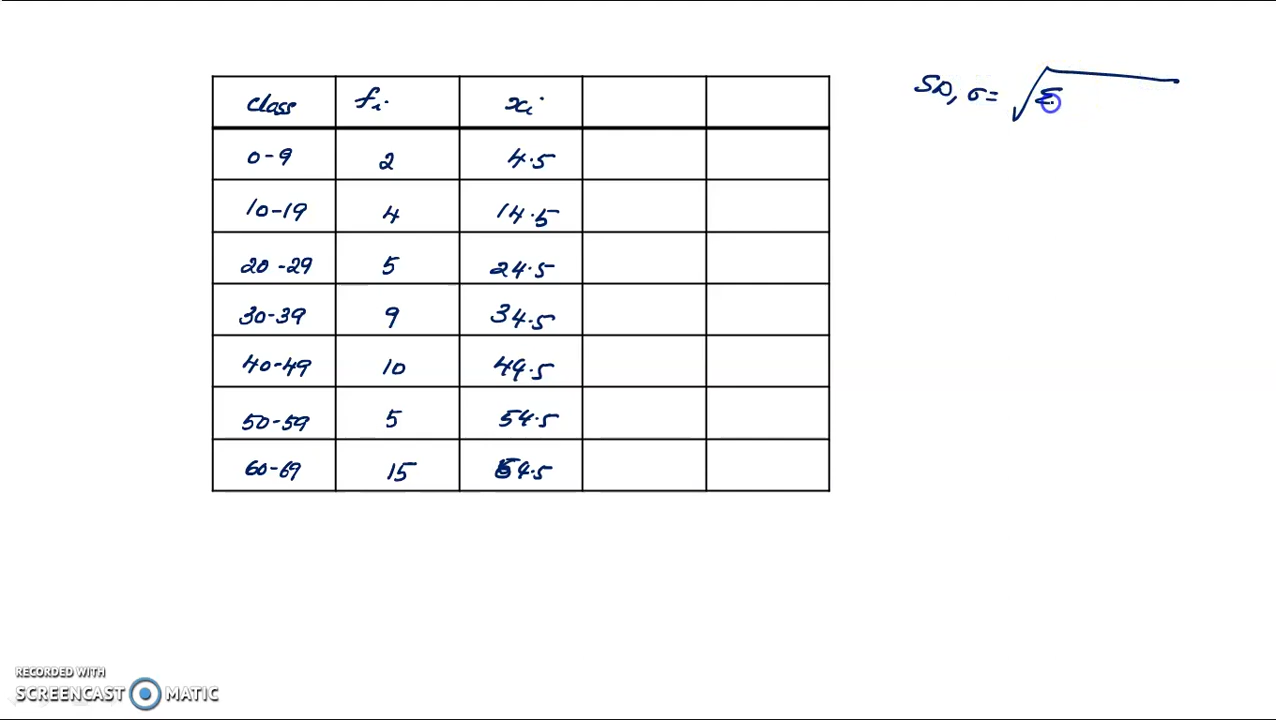 class fi xi
0-9 2 4.5
10-19 4 14.5
20-29 5 24.5
30-39 9 34.5
40-49 10 44.5
50-59 5 54.5
60-69 15 64.5
SD, σ= √Σ
RECORDED WITH
SCREENCAST MATIC